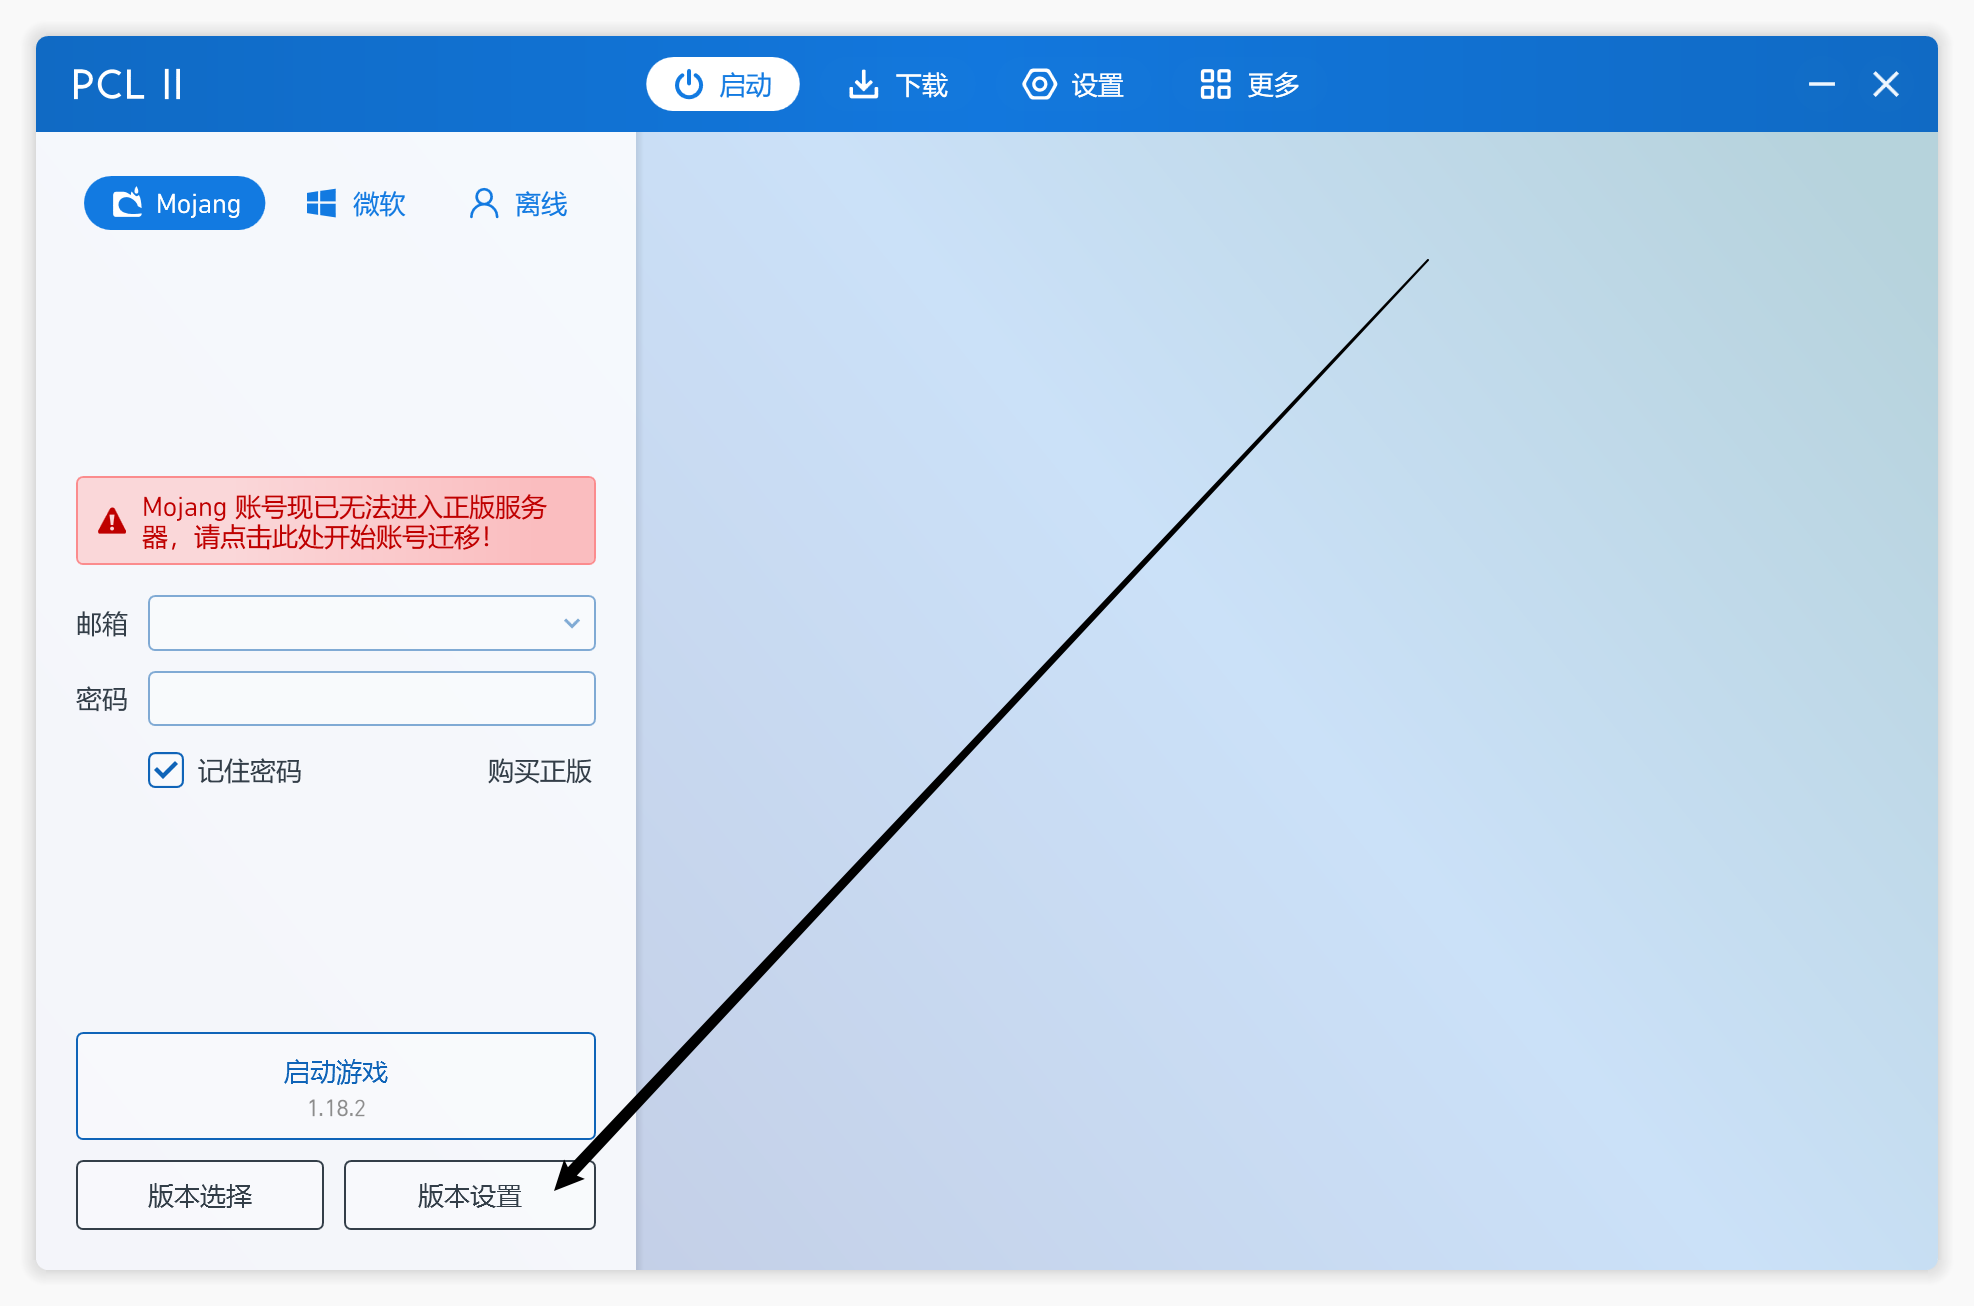 PCL II
启动
下载
设置
更多
Mojang
微软
离线
Mojang 账号现已无法进入正版服务
器，请点击此处开始账号迁移！
邮箱
密码
记住密码
购买正版
启动游戏
1.18.2
版本选择
版本设置